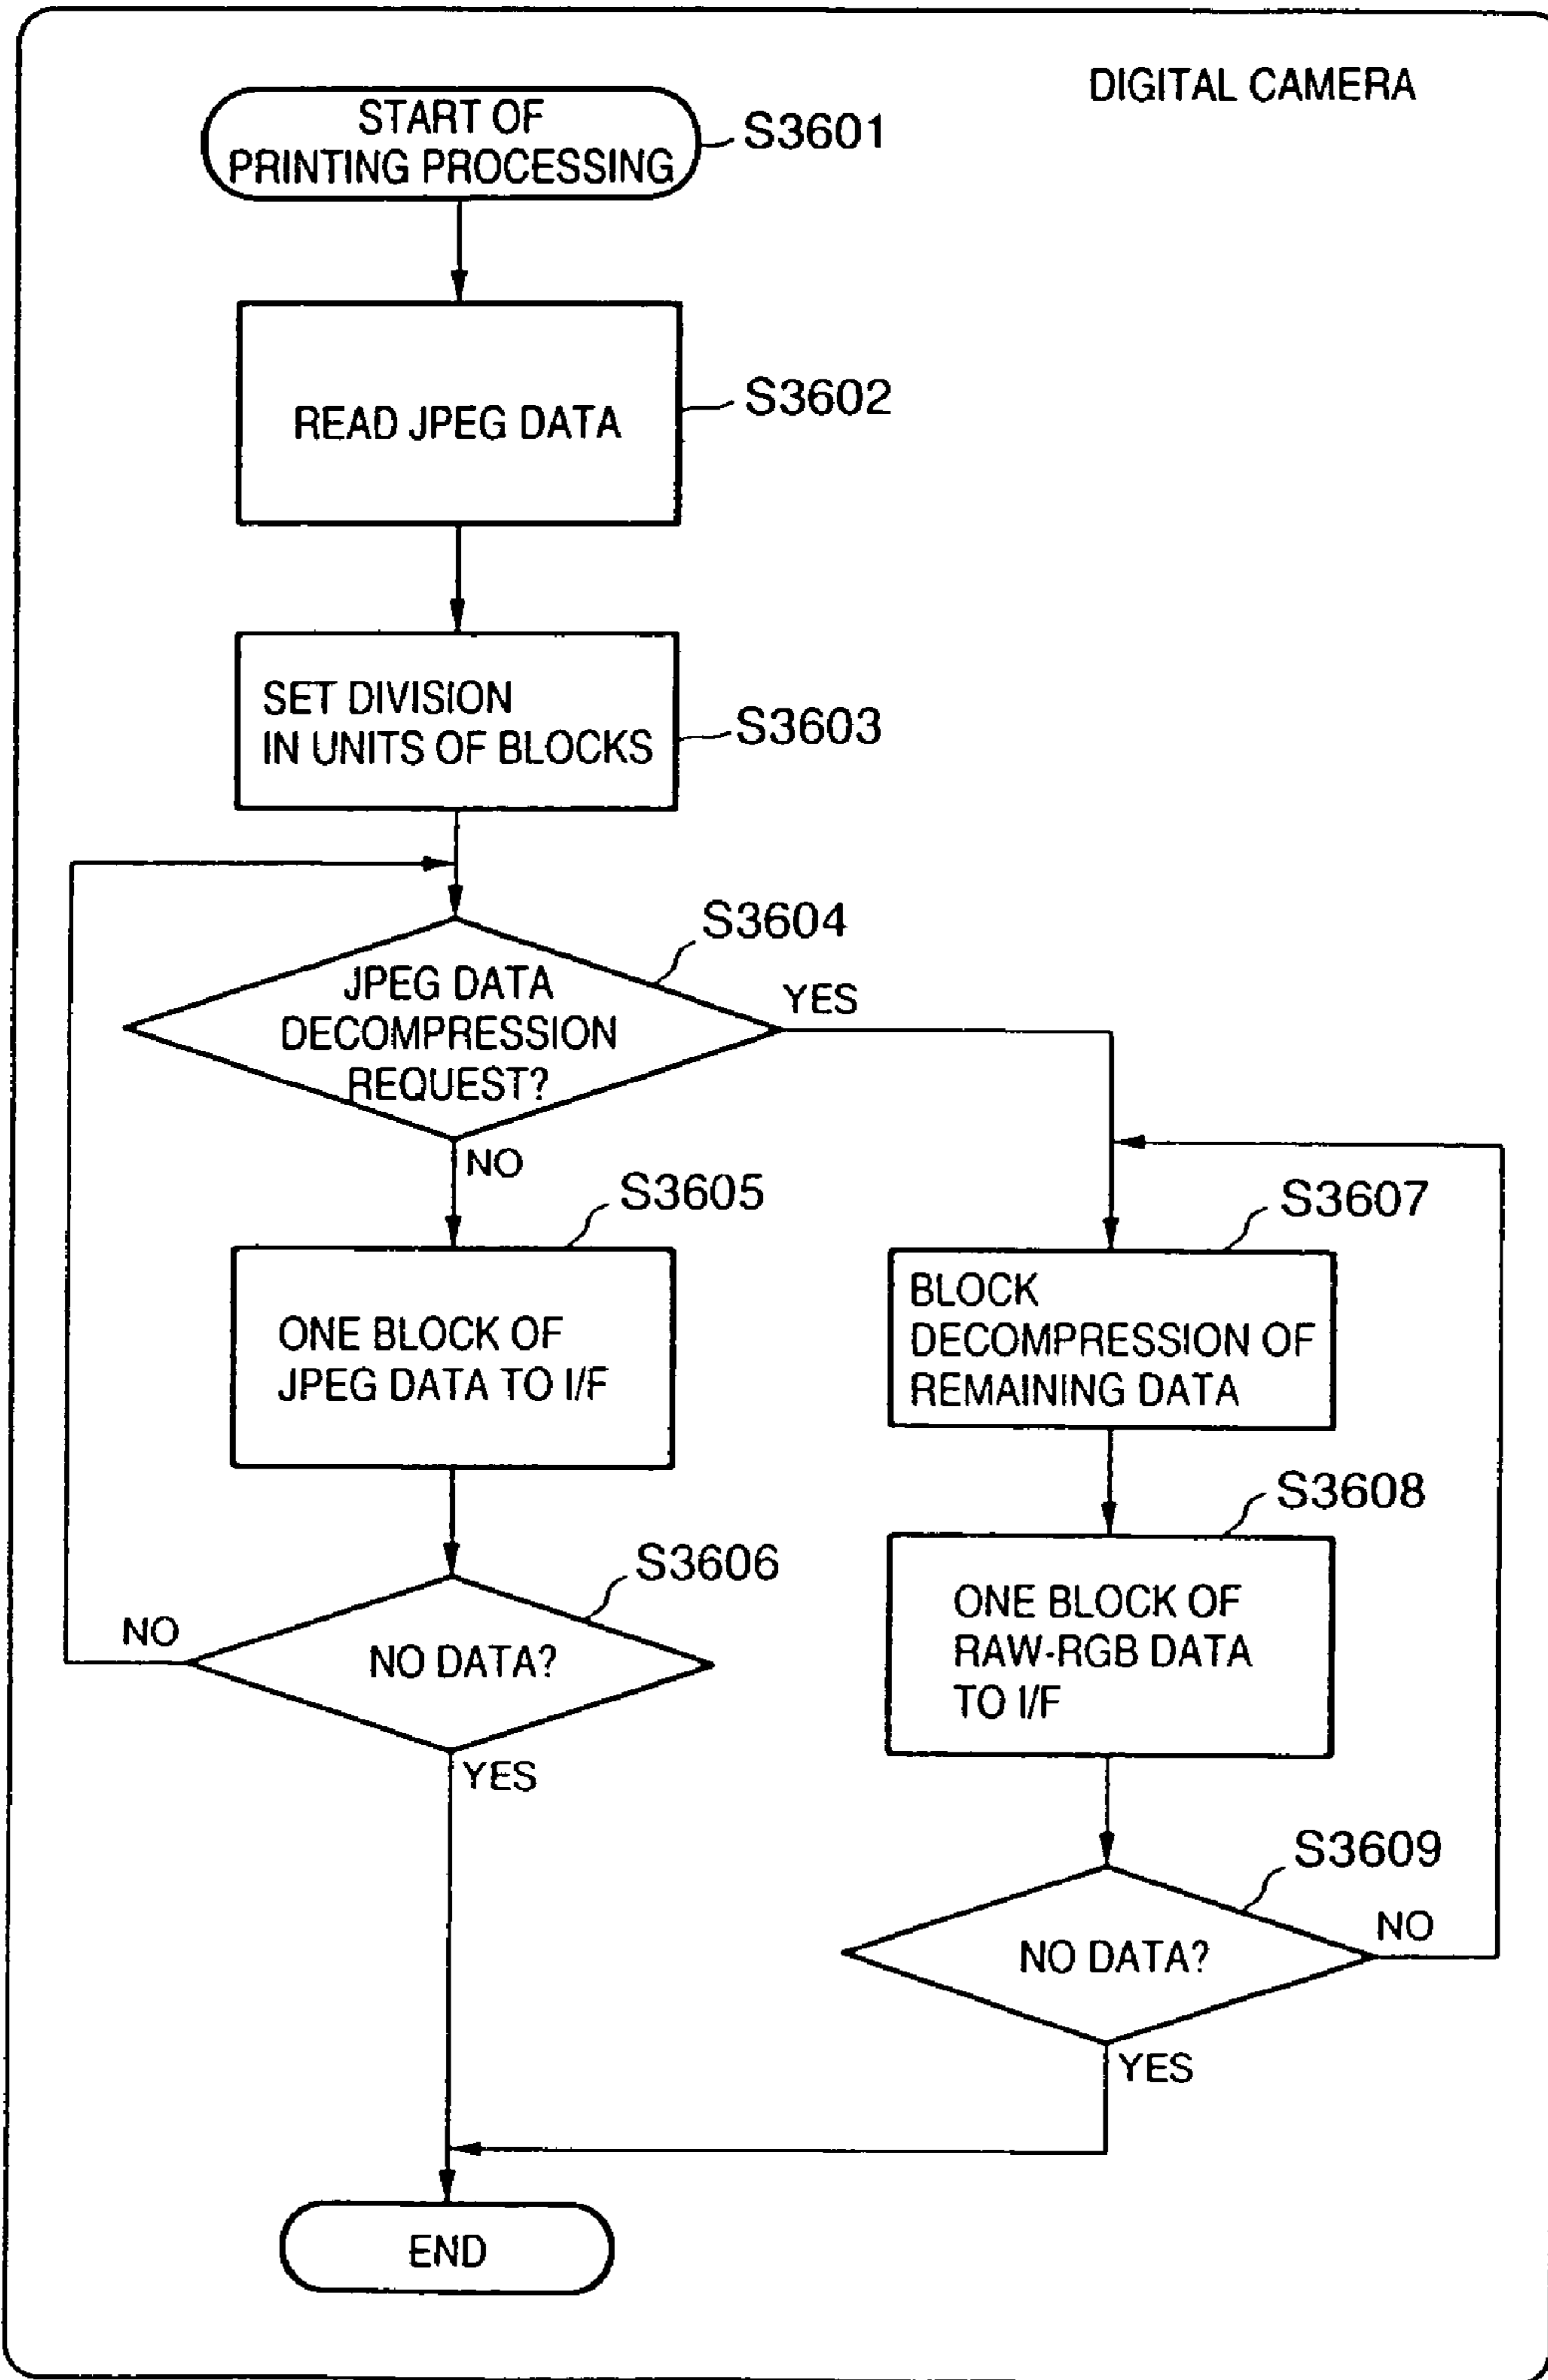 DIGITAL CAMERA
START OF
PRINTING PROCESSING
S3601
READ JPEG DATA
S3602
SET DIVISION
IN UNITS OF BLOCKS
S3603
JPEG DATA
DECOMPRESSION
REQUEST?
S3604
YES
NO
ONE BLOCK OF
JPEG DATA TO I/F
S3605
NO DATA?
S3606
NO
YES
BLOCK
DECOMPRESSION OF
REMAINING DATA
S3607
ONE BLOCK OF
RAW-RGB DATA
TO I/F
S3608
NO DATA?
S3609
NO
YES
END